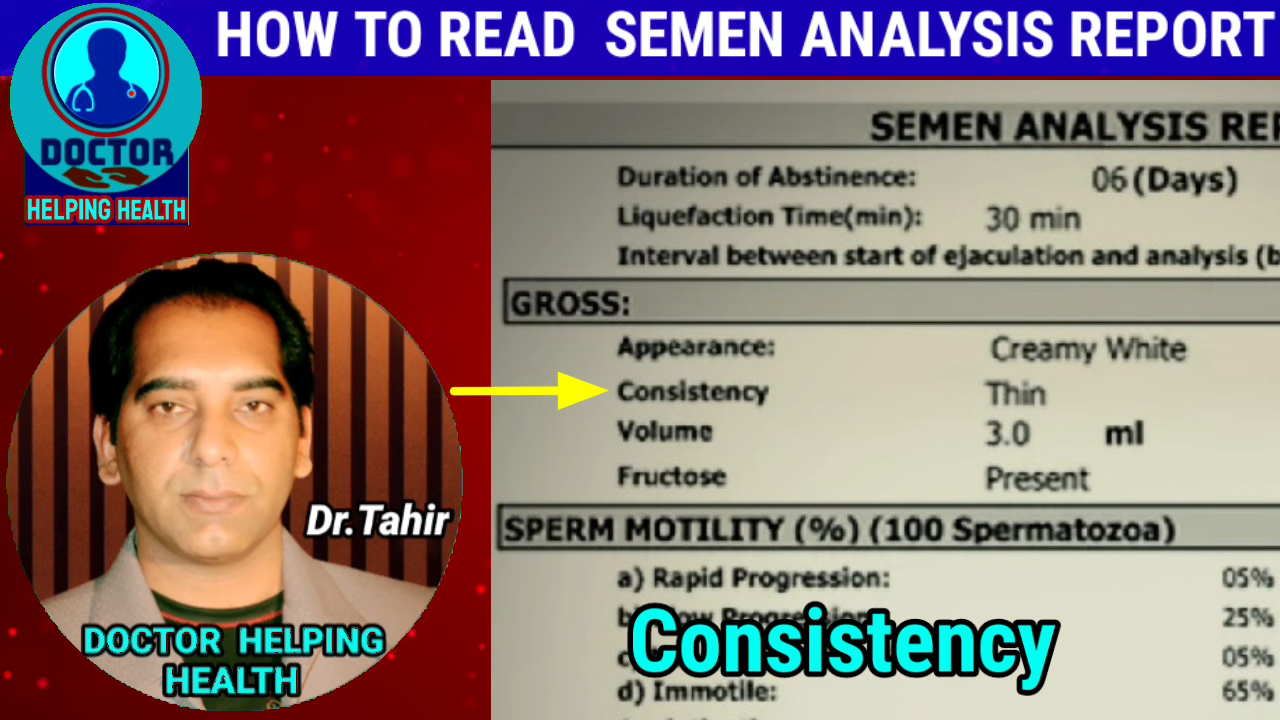 HOW TO READ SEMEN ANALYSIS REPORT
DOCTOR
HELPING HEALTH
Dr.Tahir
DOCTOR HELPING
HEALTH
SEMEN ANALYSIS
Duration of Abstinence: 06 (Days)
Liquefaction Time(min): 30 min
Interval between start of ejaculation and analysis (b
GROSS:
Appearance: Creamy White
Consistency Thin
Volume 3.0 ml
Fructose Present
SPERM MOTILITY (%) (100 Spermatozoa)
a) Rapid Progression: 05%
25%
05%
d) Immotile: 65%
Consistency